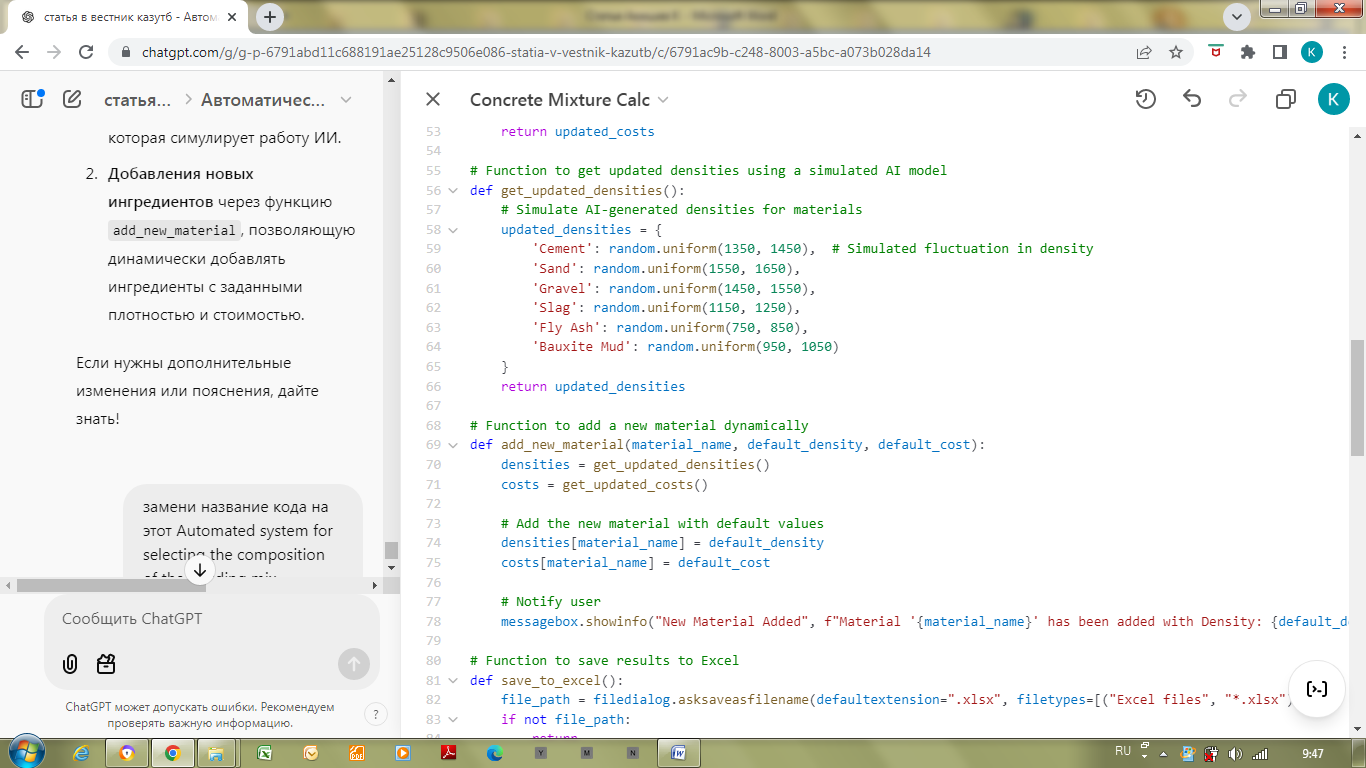 статья в вестник казутб - Автом
chatgpt.com/g/g-p-6791abd11c688191ae25128c9506e086-statia-v-vestnik-kazutb/c/6791ac9b-c248-8003-a5bc-a073b028da14
K
статья...
Автоматичес...
которая симулирует работу ИИ.
2. Добавления новых
ингредиентов через функцию
add_new_material, позволяющую
динамически добавлять
ингредиенты с заданными
плотностью и стоимостью.
Если нужны дополнительные
изменения или пояснения, дайте
знать!
замени название кода на
этот Automated system for
selecting the composition
Сообщить ChatGPT
ChatGPT может допускать ошибки. Рекомендуем
проверять важную информацию.
?
Concrete Mixture Calc
K
53 return updated_costs
54
55 # Function to get updated densities using a simulated AI model
56 def get_updated_densities():
57 # Simulate AI-generated densities for materials
58 updated_densities = {
59 'Cement': random.uniform(1350, 1450),  # Simulated fluctuation in density
60 'Sand': random.uniform(1550, 1650),
61 'Gravel': random.uniform(1450, 1550),
62 'Slag': random.uniform(1150, 1250),
63 'Fly Ash': random.uniform(750, 850),
64 'Bauxite Mud': random.uniform(950, 1050)
65 }
66 return updated_densities
67
68 # Function to add a new material dynamically
69 def add_new_material(material_name, default_density, default_cost):
70 densities = get_updated_densities()
71 costs = get_updated_costs()
72
73 # Add the new material with default values
74 densities[material_name] = default_density
75 costs[material_name] = default_cost
76
77 # Notify user
78 messagebox.showinfo("New Material Added", f"Material '{material_name}' has been added with Density: {default_d
79
80 # Function to save results to Excel
81 def save_to_excel():
82 file_path = filedialog.asksaveasfilename(defaultextension=".xlsx", filetypes=[("Excel files", "*.xlsx")
83 if not file_path:
84 return
Y
M
N
RU
9:47